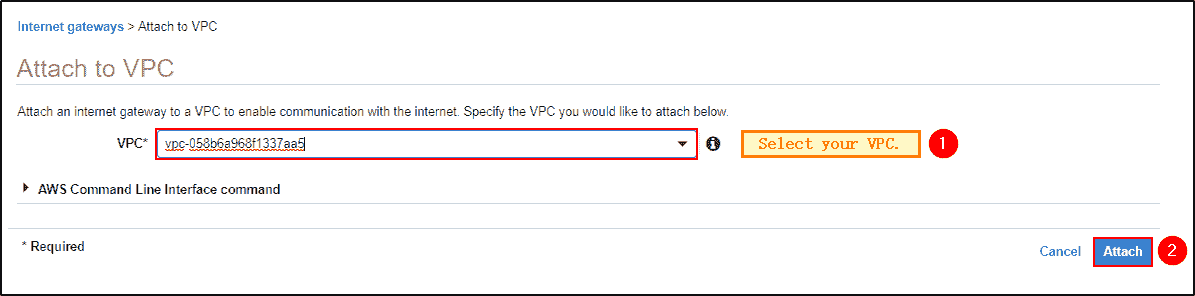 Internet gateways > Attach to VPC
Attach to VPC
Attach an internet gateway to a VPC to enable communication with the internet. Specify the VPC you would like to attach below.
VPC* vpc-058b6a968f1337aa5 Select your VPC. 1
AWS Command Line Interface command
* Required Cancel Attach 2